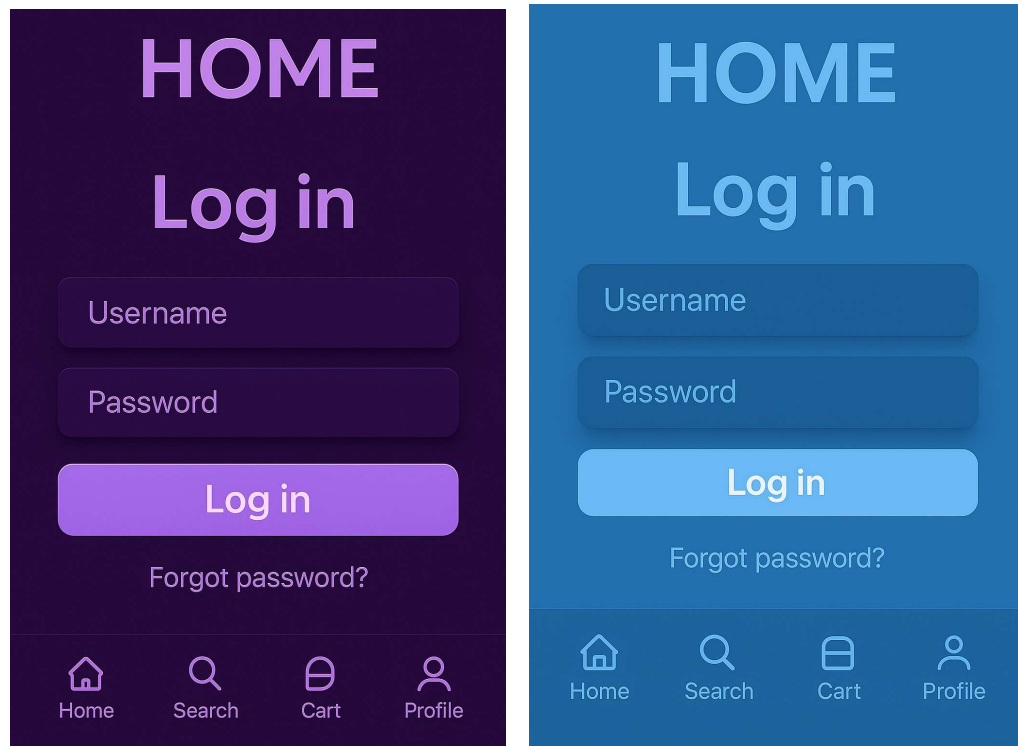 HOME
Log in
Username
Password
Log in
Forgot password?
Home Search Cart Profile
HOME
Log in
Username
Password
Log in
Forgot password?
Home Search Cart Profile